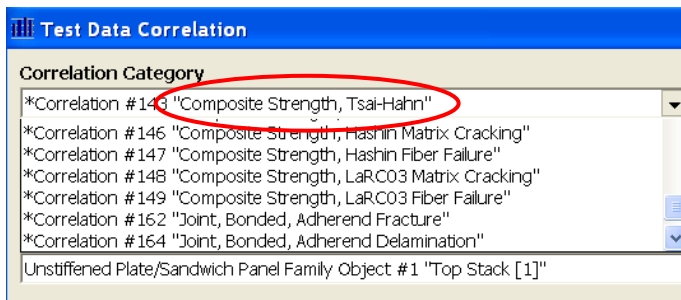 Test Data Correlation
Correlation Category
*Correlation #143 "Composite Strength, Tsai-Hahn"
*Correlation #146 "Composite Strength, Hashin Matrix Cracking"
*Correlation #147 "Composite Strength, Hashin Fiber Failure"
*Correlation #148 "Composite Strength, LaRC03 Matrix Cracking"
*Correlation #149 "Composite Strength, LaRC03 Fiber Failure"
*Correlation #162 "Joint, Bonded, Adherend Fracture"
*Correlation #164 "Joint, Bonded, Adherend Delamination"
Unstiffened Plate/Sandwich Panel Family Object #1 "Top Stack [1]"